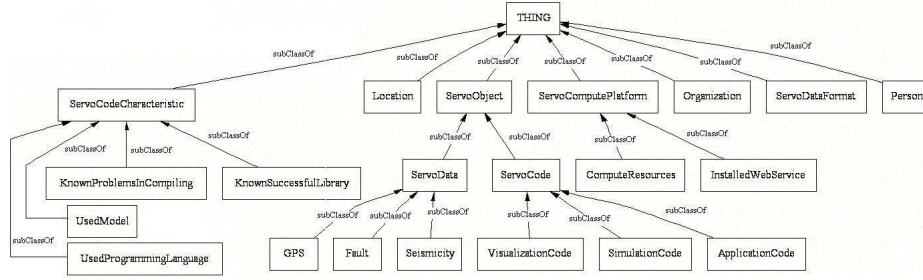 THING
subClassOf
subClassOf
subClassOf
subClassOf
subClassOf
subClassOf
subClassOf
ServoCodeCharacteristic
Location
ServoObject
ServoComputePlatform
Organization
ServoDataFormat
Person
subClassOf
subClassOf
subClassOf
subClassOf
subClassOf
subClassOf
subClassOf
subClassOf
KnownProblemsInCompiling
KnownSuccessfulLibrary
ServoData
ServoCode
ComputeResources
InstalledWebService
UsedModel
subClassOf
subClassOf
subClassOf
subClassOf
subClassOf
subClassOf
UsedProgrammingLanguage
GPS
Fault
Seismicity
VisualizationCode
SimulationCode
ApplicationCode